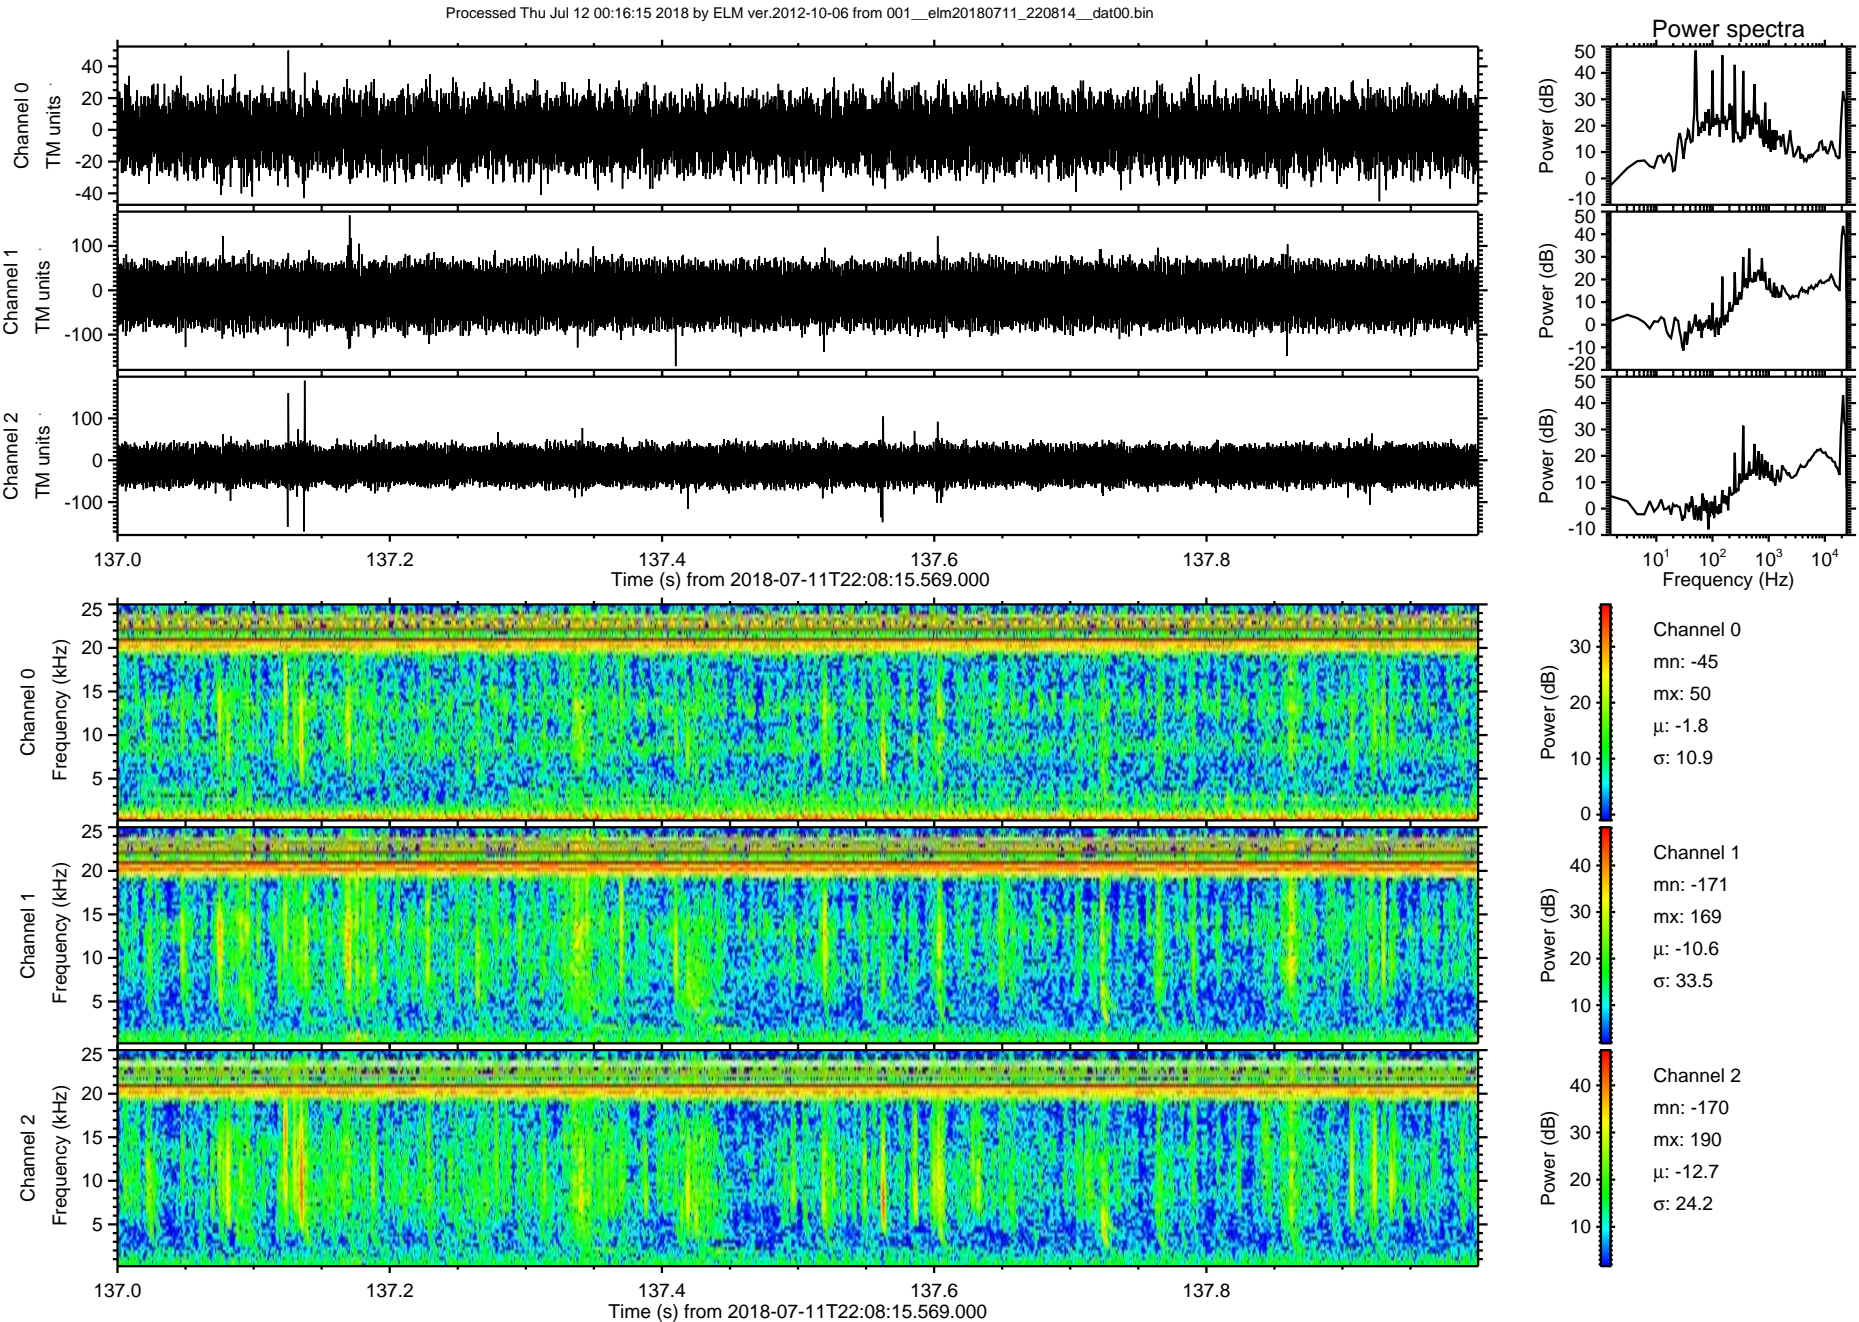 Processed Thu Jul 12 00:16:15 2018 by ELM ver.2012-10-06 from 001__elm20180711_220814__dat00.bin
Power spectra
Channel 0
TM units
40
20
0
-20
-40
Power (dB)
50
40
30
20
10
0
-10
Channel 1
TM units
100
0
-100
Power (dB)
50
40
30
20
10
0
-10
-20
Channel 2
TM units
100
0
-100
Power (dB)
50
40
30
20
10
0
-10
137.0 137.2 137.4 137.6 137.8
Time (s) from 2018-07-11T22:08:15.569.000
10^1 10^2 10^3 10^4
Frequency (Hz)
Channel 0
Frequency (kHz)
25
20
15
10
5
Power (dB)
30
20
10
0
Channel 0
mn: -45
mx: 50
μ: -1.8
σ: 10.9
Channel 1
Frequency (kHz)
25
20
15
10
5
Power (dB)
40
30
20
10
Channel 1
mn: -171
mx: 169
μ: -10.6
σ: 33.5
Channel 2
Frequency (kHz)
25
20
15
10
5
Power (dB)
40
30
20
10
Channel 2
mn: -170
mx: 190
μ: -12.7
σ: 24.2
137.0 137.2 137.4 137.6 137.8
Time (s) from 2018-07-11T22:08:15.569.000